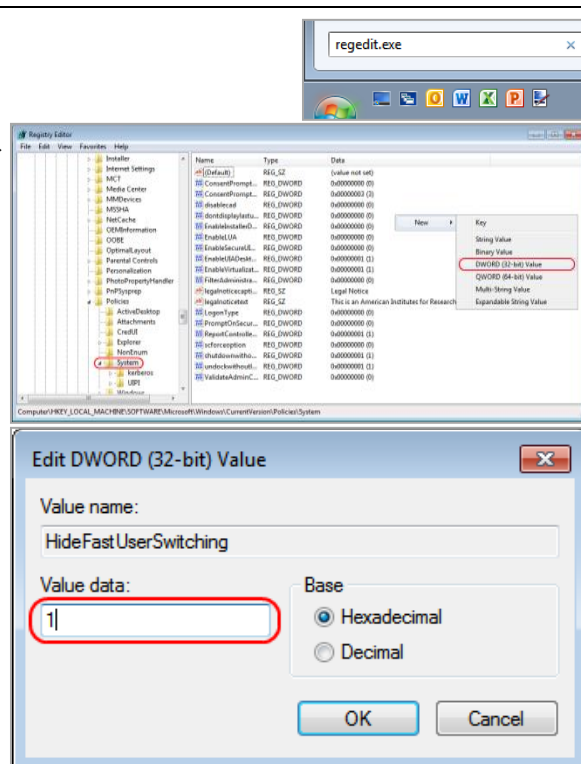 regedit.exe
Registry Editor
File Edit View Favorites Help
Installer
Internet Settings
MCT
Media Center
MMDevices
MSSHA
NetCache
OEMInformation
OOBE
OptimalLayout
Parental Controls
Personalization
PhotoPropertyHandler
PnPSysprep
Policies
ActiveDesktop
Attachments
CredUI
Explorer
NonEnum
System
kerberos
UIPI
Windows
Name Type Data
(Default) REG_SZ (value not set)
ConsentPrompt... REG_DWORD 0x00000000 (0)
ConsentPrompt... REG_DWORD 0x00000003 (3)
disablecad REG_DWORD 0x00000000 (0)
dontdisplaylastu... REG_DWORD 0x00000000 (0)
EnableInstallerD... REG_DWORD 0x00000000 (0)
EnableLUA REG_DWORD 0x00000000 (0)
EnableSecureUI... REG_DWORD 0x00000000 (0)
EnableUIADeskt... REG_DWORD 0x00000001 (1)
EnableVirtualizat... REG_DWORD 0x00000001 (1)
FilterAdministra... REG_DWORD 0x00000000 (0)
legalnoticecapti... REG_SZ Legal Notice
legalnoticetext REG_SZ This is an American Institutes for Research
LogonType REG_DWORD 0x00000000 (0)
PromptOnSecur... REG_DWORD 0x00000000 (0)
ReportControlle... REG_DWORD 0x00000001 (1)
scforceoption REG_DWORD 0x00000000 (0)
shutdownwitho... REG_DWORD 0x00000001 (1)
undockwithoutl... REG_DWORD 0x00000001 (1)
ValidateAdminC... REG_DWORD 0x00000000 (0)
New
Key
String Value
Binary Value
DWORD (32-bit) Value
QWORD (64-bit) Value
Multi-String Value
Expandable String Value
Computer\HKEY_LOCAL_MACHINE\SOFTWARE\Microsoft\Windows\CurrentVersion\Policies\System
Edit DWORD (32-bit) Value
Value name:
HideFastUserSwitching
Value data:
1
Base
Hexadecimal
Decimal
OK Cancel